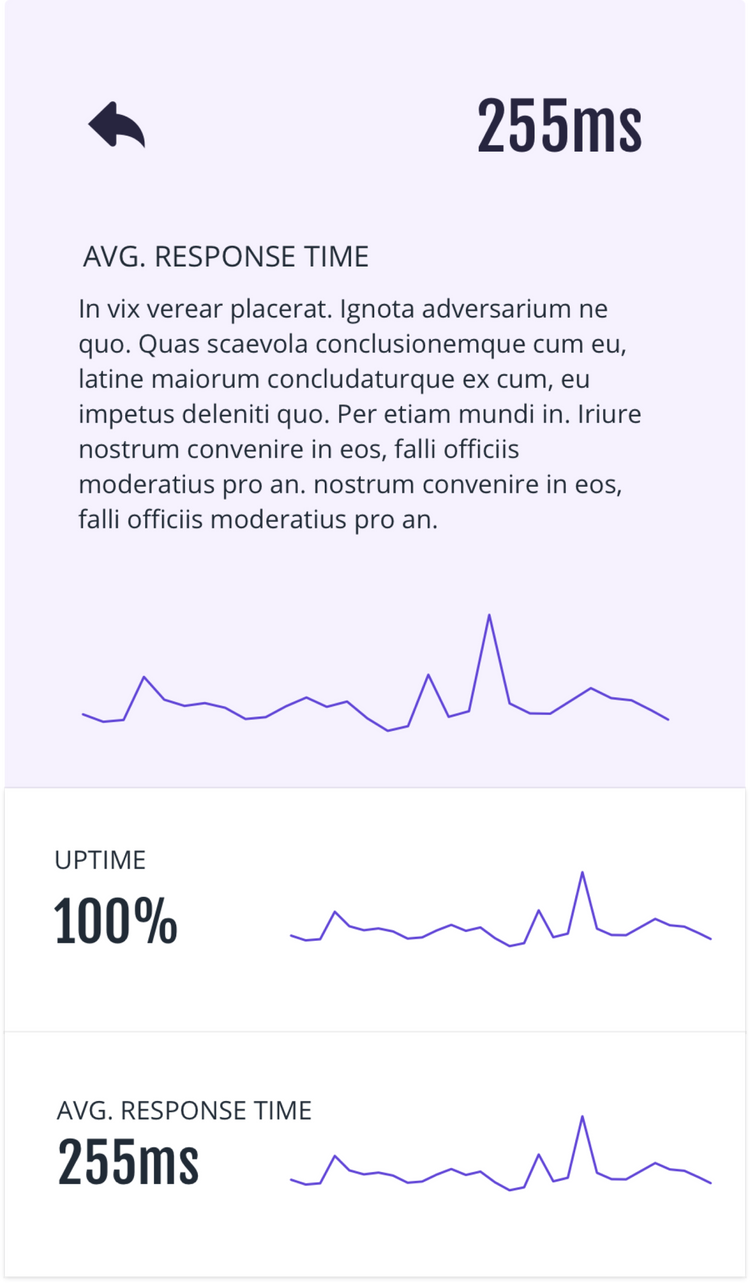 255ms
AVG. RESPONSE TIME
In vix verear placerat. Ignota adversarium ne
quo. Quas scaevola conclusionemque cum eu,
latine maiorum concludaturque ex cum, eu
impetus deleniti quo. Per etiam mundi in. Iriure
nostrum convenire in eos, falli officiis
moderatius pro an. nostrum convenire in eos,
falli officiis moderatius pro an.
UPTIME
100%
AVG. RESPONSE TIME
255ms